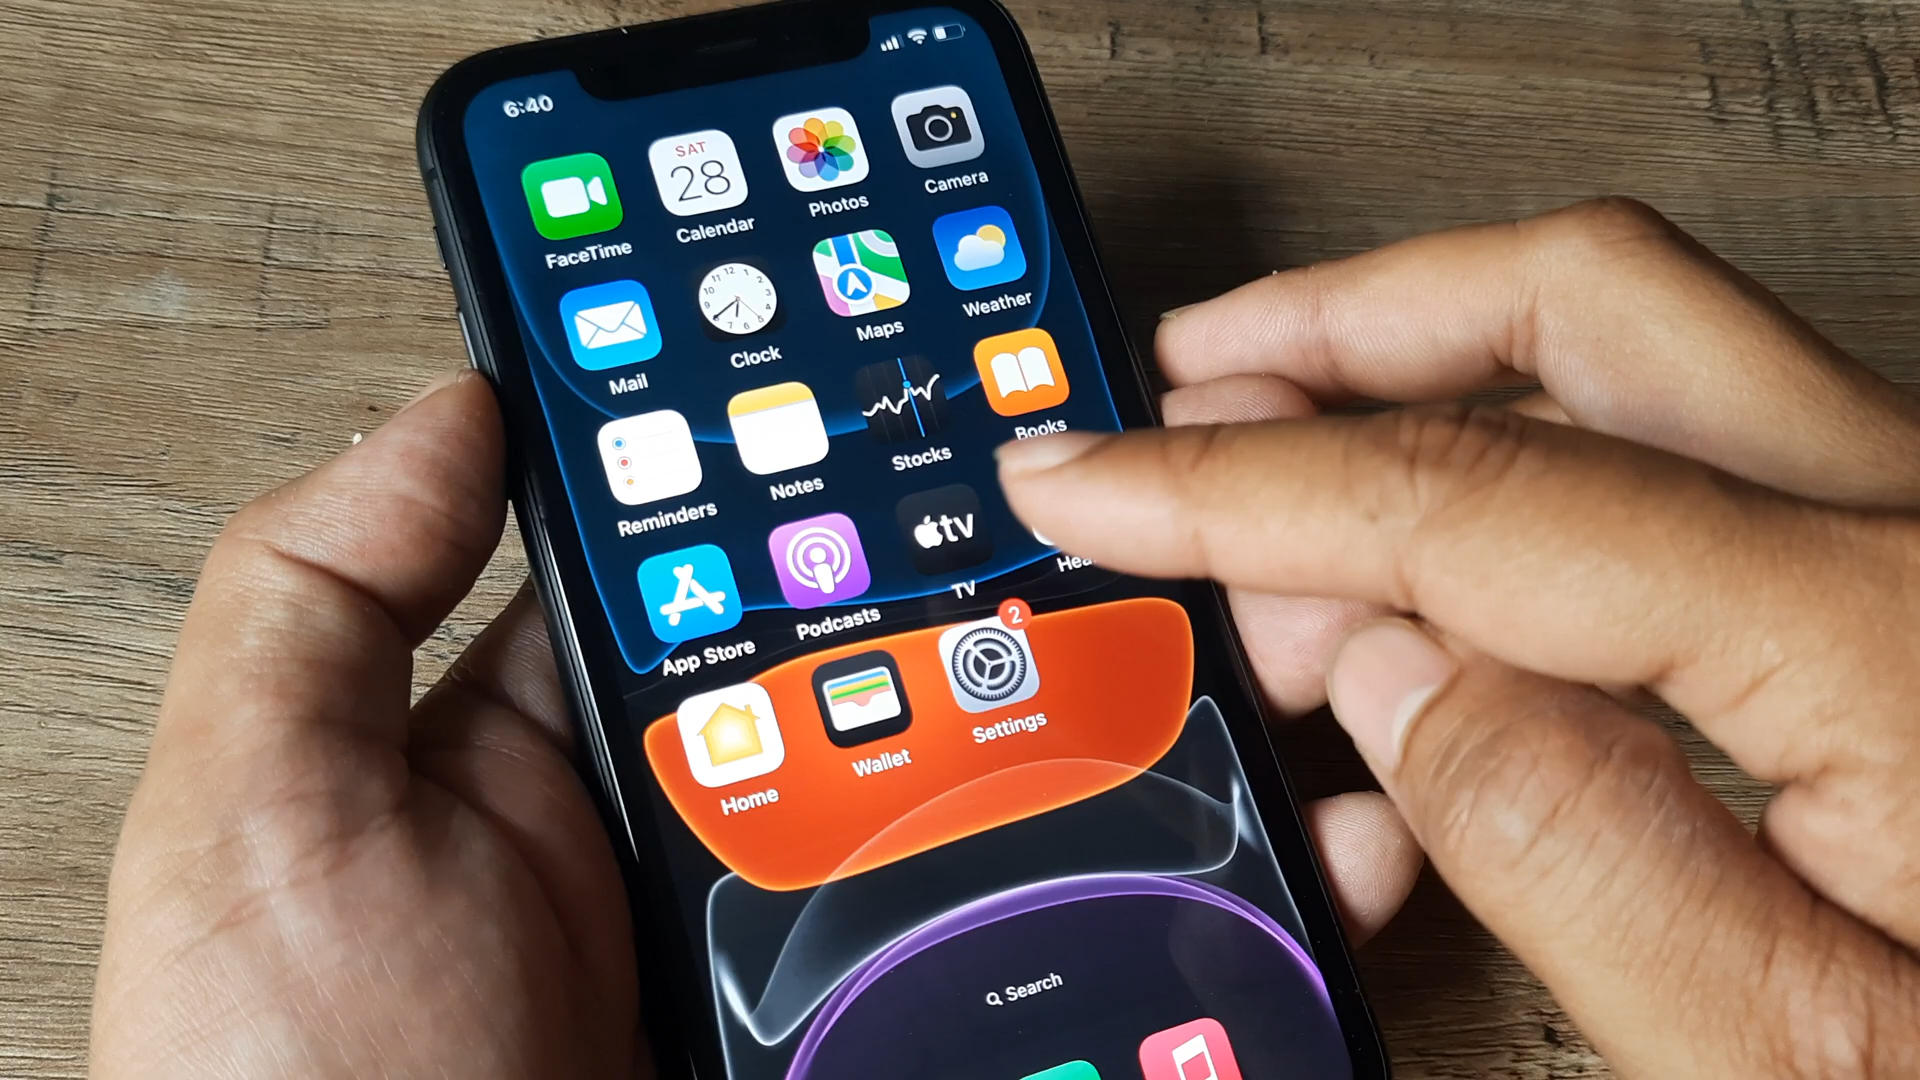 6:40
SAT
28
FaceTime
Calendar
Photos
Camera
Mail
Clock
Maps
Weather
Reminders
Notes
Stocks
Books
tv
App Store
Podcasts
TV
Hea
2
Home
Wallet
Settings
Search